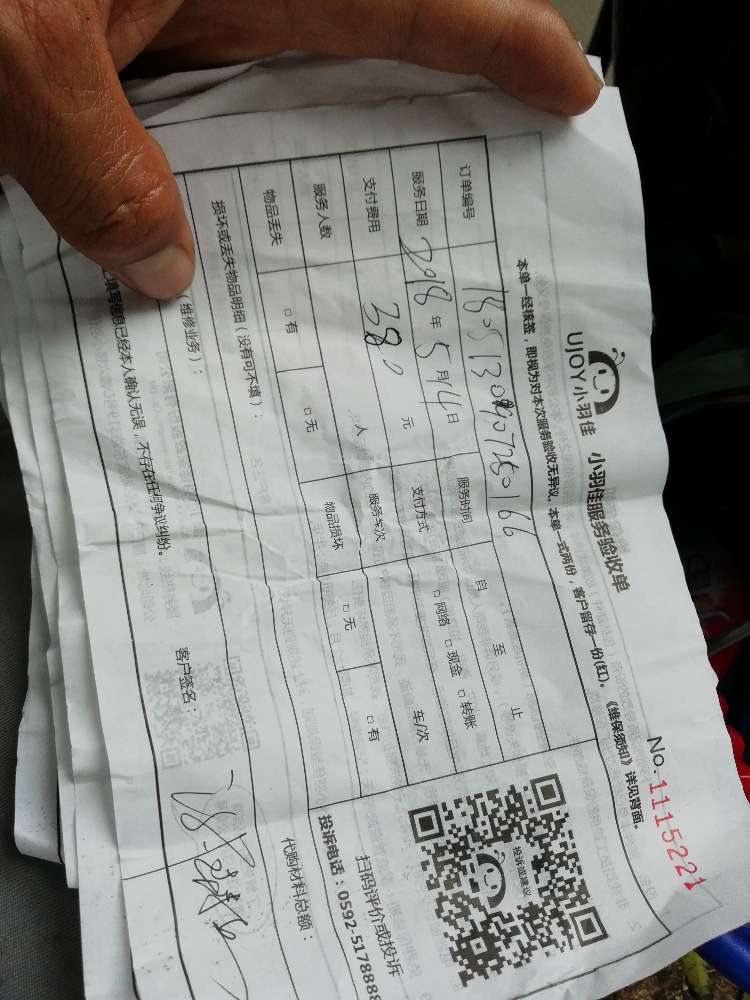 UJOY小羽佳 小羽佳服务验收单
No.1115221
本单一经核签，即视为对本次服务验收无异议。本单一式两份，客户留存一份(红)。《维保须知》详见背面。
订单编号
服务时间 自 至 止
服务日期 2018年5月14日
支付方式 □网络 □现金 □转账
支付费用 380 元
服务车次 车/次
服务人数 人
物品损坏 □无 □有
物品丢失 □有 □无
损坏或丢失物品明细（没有可不填）：
（维修业务）：
填写信息已经本人确认无误，不存在任何争议纠纷。
客户签名：
投诉或建议
扫码评价或投诉
投诉电话：0592-5178888
代购材料总额：